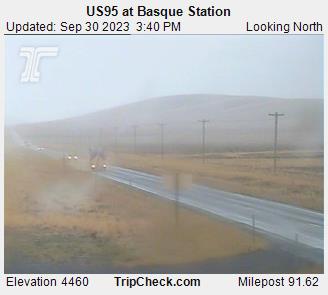 US95 at Basque Station
Updated: Sep 30 2023  3:40 PM
Looking North
Elevation 4460
TripCheck.com
Milepost 91.62